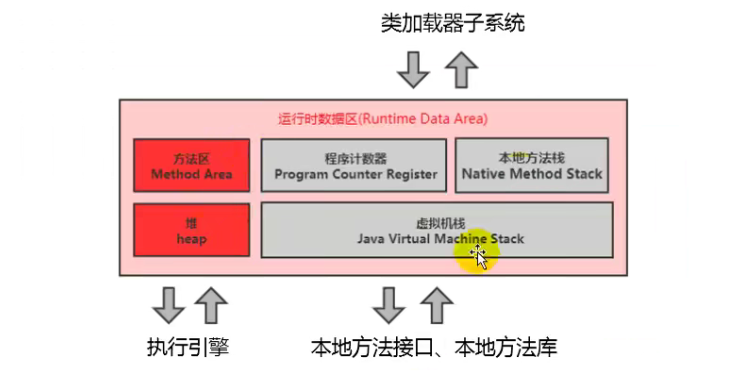 类加载器子系统
运行时数据区(Runtime Data Area)
方法区
Method Area
程序计数器
Program Counter Register
本地方法栈
Native Method Stack
堆
heap
虚拟机栈
Java Virtual Machine Stack
执行引擎
本地方法接口、本地方法库